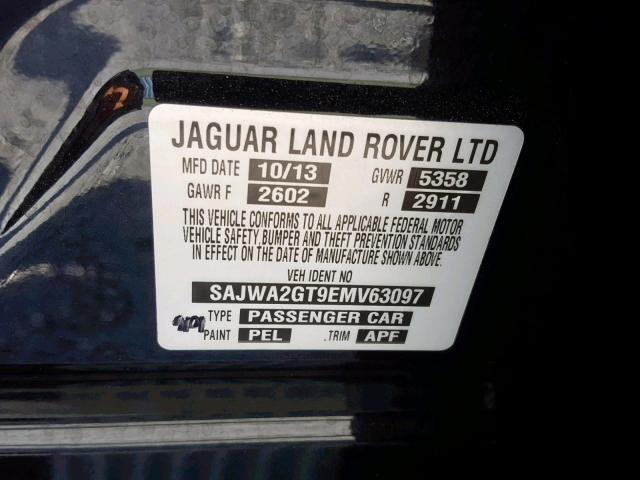 JAGUAR LAND ROVER LTD
MFD DATE 10/13 GVWR 5358
GAWR F 2602 R 2911
THIS VEHICLE CONFORMS TO ALL APPLICABLE FEDERAL MOTOR
VEHICLE SAFETY, BUMPER AND THEFT PREVENTION STANDARDS
IN EFFECT ON THE DATE OF MANUFACTURE SHOWN ABOVE.
VEH IDENT NO
SAJWA2GT9EMV63097
TYPE PASSENGER CAR
PAINT PEL .TRIM APF